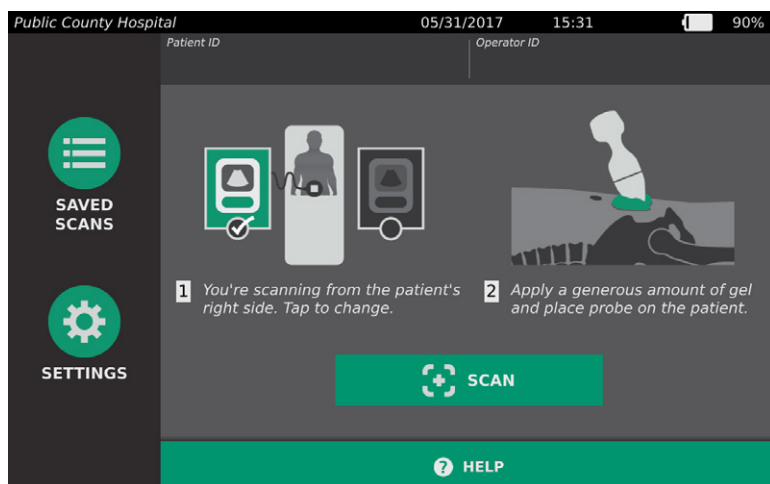 Public County Hospital 05/31/2017 15:31 90%
Patient ID Operator ID
SAVED
SCANS
1 You're scanning from the patient's
right side. Tap to change.
2 Apply a generous amount of gel
and place probe on the patient.
SETTINGS
SCAN
HELP